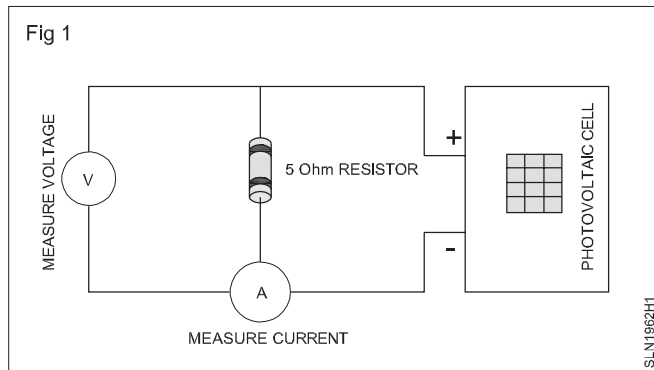 Fig 1
MEASURE VOLTAGE
V
5 Ohm RESISTOR
+
-
PHOTOVOLTAIC CELL
A
MEASURE CURRENT
SLN1962H1